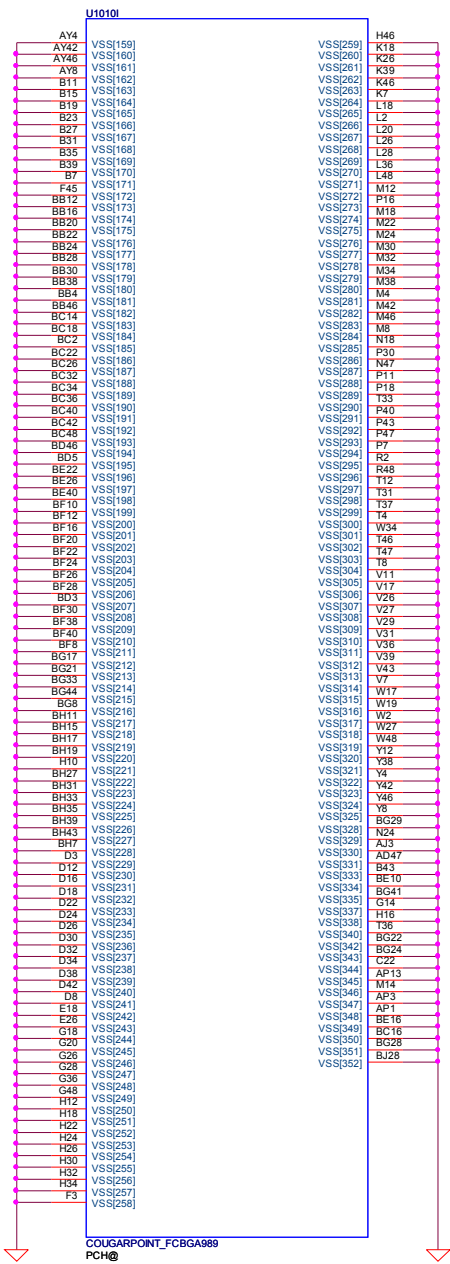 U1010I
AY4 VSS[159]
AY42 VSS[160]
AY46 VSS[161]
AY8 VSS[162]
B11 VSS[163]
B15 VSS[164]
B19 VSS[165]
B23 VSS[166]
B27 VSS[167]
B31 VSS[168]
B35 VSS[169]
B39 VSS[170]
B7 VSS[171]
F45 VSS[172]
BB12 VSS[173]
BB16 VSS[174]
BB20 VSS[175]
BB22 VSS[176]
BB24 VSS[177]
BB28 VSS[178]
BB30 VSS[179]
BB38 VSS[180]
BB4 VSS[181]
BB46 VSS[182]
BC14 VSS[183]
BC18 VSS[184]
BC2 VSS[185]
BC22 VSS[186]
BC26 VSS[187]
BC32 VSS[188]
BC34 VSS[189]
BC36 VSS[190]
BC40 VSS[191]
BC42 VSS[192]
BC48 VSS[193]
BD46 VSS[194]
BD5 VSS[195]
BE22 VSS[196]
BE26 VSS[197]
BE40 VSS[198]
BF10 VSS[199]
BF12 VSS[200]
BF16 VSS[201]
BF20 VSS[202]
BF22 VSS[203]
BF24 VSS[204]
BF26 VSS[205]
BF28 VSS[206]
BD3 VSS[207]
BF30 VSS[208]
BF38 VSS[209]
BF40 VSS[210]
BF8 VSS[211]
BG17 VSS[212]
BG21 VSS[213]
BG33 VSS[214]
BG44 VSS[215]
BG8 VSS[216]
BH11 VSS[217]
BH15 VSS[218]
BH17 VSS[219]
BH19 VSS[220]
H10 VSS[221]
BH27 VSS[222]
BH31 VSS[223]
BH33 VSS[224]
BH35 VSS[225]
BH39 VSS[226]
BH43 VSS[227]
BH7 VSS[228]
D3 VSS[229]
D12 VSS[230]
D16 VSS[231]
D18 VSS[232]
D22 VSS[233]
D24 VSS[234]
D26 VSS[235]
D30 VSS[236]
D32 VSS[237]
D34 VSS[238]
D38 VSS[239]
D42 VSS[240]
D8 VSS[241]
E18 VSS[242]
E26 VSS[243]
G18 VSS[244]
G20 VSS[245]
G26 VSS[246]
G28 VSS[247]
G36 VSS[248]
G48 VSS[249]
H12 VSS[250]
H18 VSS[251]
H22 VSS[252]
H24 VSS[253]
H26 VSS[254]
H30 VSS[255]
H32 VSS[256]
H34 VSS[257]
F3 VSS[258]
VSS[259] H46
VSS[260] K18
VSS[261] K26
VSS[262] K39
VSS[263] K46
VSS[264] K7
VSS[265] L18
VSS[266] L2
VSS[267] L20
VSS[268] L26
VSS[269] L28
VSS[270] L36
VSS[271] L48
VSS[272] M12
VSS[273] P16
VSS[274] M18
VSS[275] M22
VSS[276] M24
VSS[277] M30
VSS[278] M32
VSS[279] M34
VSS[280] M38
VSS[281] M4
VSS[282] M42
VSS[283] M46
VSS[284] M8
VSS[285] N18
VSS[286] P30
VSS[287] N47
VSS[288] P11
VSS[289] P18
VSS[290] T33
VSS[291] P40
VSS[292] P43
VSS[293] P47
VSS[294] P7
VSS[295] R2
VSS[296] R48
VSS[297] T12
VSS[298] T31
VSS[299] T37
VSS[300] T4
VSS[301] W34
VSS[302] T46
VSS[303] T47
VSS[304] T8
VSS[305] V11
VSS[306] V17
VSS[307] V26
VSS[308] V27
VSS[309] V29
VSS[310] V31
VSS[311] V36
VSS[312] V39
VSS[313] V43
VSS[314] V7
VSS[315] W17
VSS[316] W19
VSS[317] W2
VSS[318] W27
VSS[319] W48
VSS[320] Y12
VSS[321] Y38
VSS[322] Y4
VSS[323] Y42
VSS[324] Y46
VSS[325] Y8
VSS[328] BG29
VSS[329] N24
VSS[330] AJ3
VSS[331] AD47
VSS[333] B43
VSS[334] BE10
VSS[335] BG41
VSS[337] G14
VSS[338] H16
VSS[340] T36
VSS[342] BG22
VSS[343] BG24
VSS[344] C22
VSS[345] AP13
VSS[346] M14
VSS[347] AP3
VSS[348] AP1
VSS[349] BE16
VSS[350] BC16
VSS[351] BG28
VSS[352] BJ28
COUGARPOINT_FCBGA989
PCH@